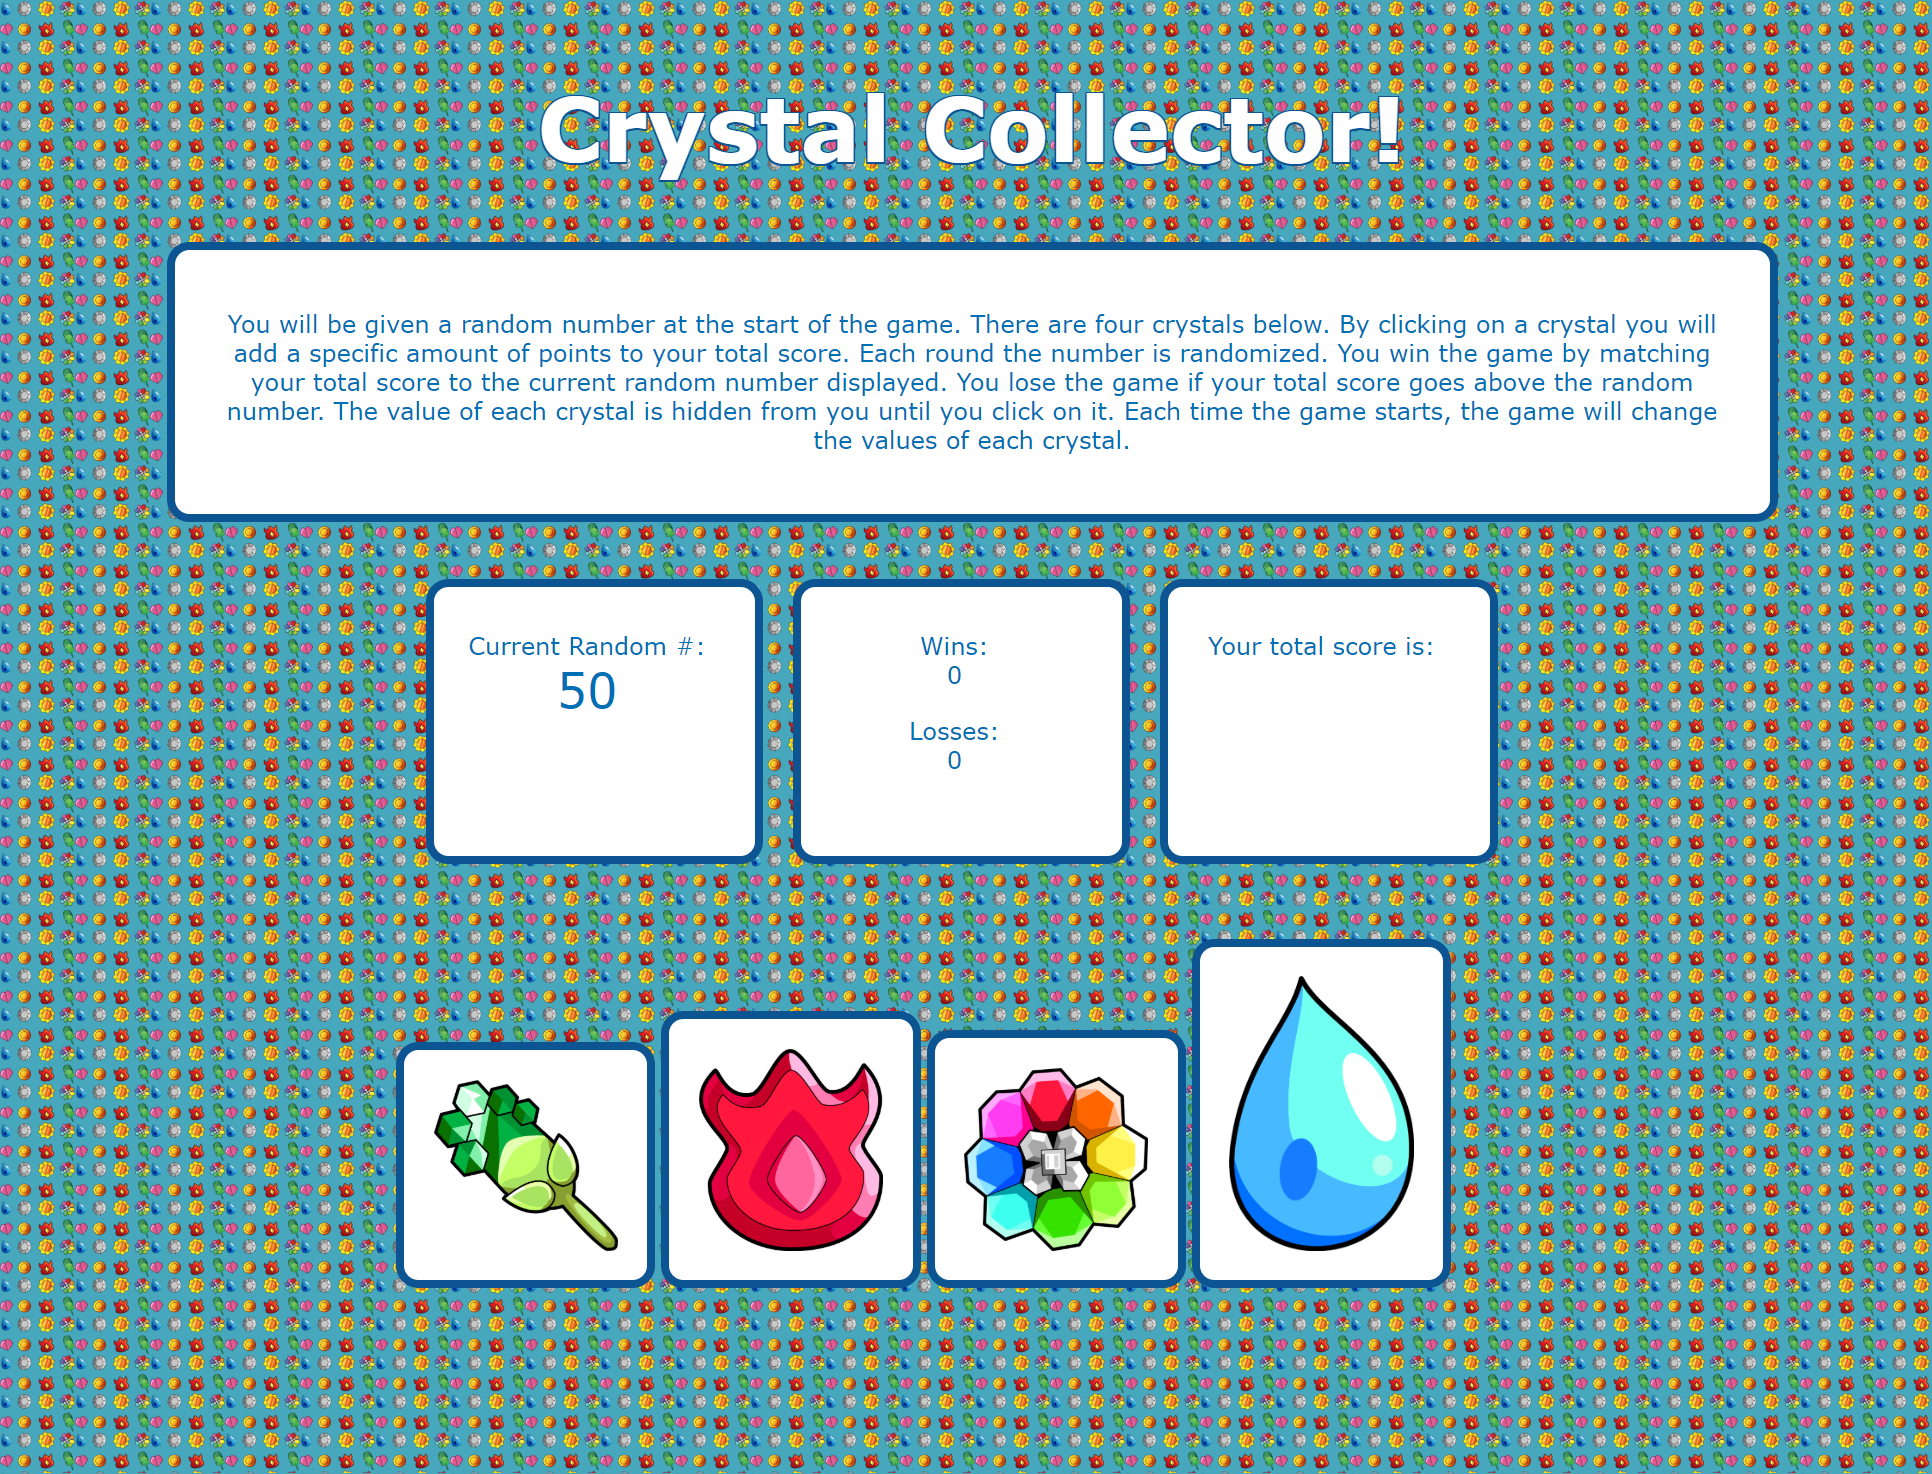 Crystal Collector!
You will be given a random number at the start of the game. There are four crystals below. By clicking on a crystal you will
add a specific amount of points to your total score. Each round the number is randomized. You win the game by matching
your total score to the current random number displayed. You lose the game if your total score goes above the random
number. The value of each crystal is hidden from you until you click on it. Each time the game starts, the game will change
the values of each crystal.
Current Random #:
50
Wins:
0
Losses:
0
Your total score is: